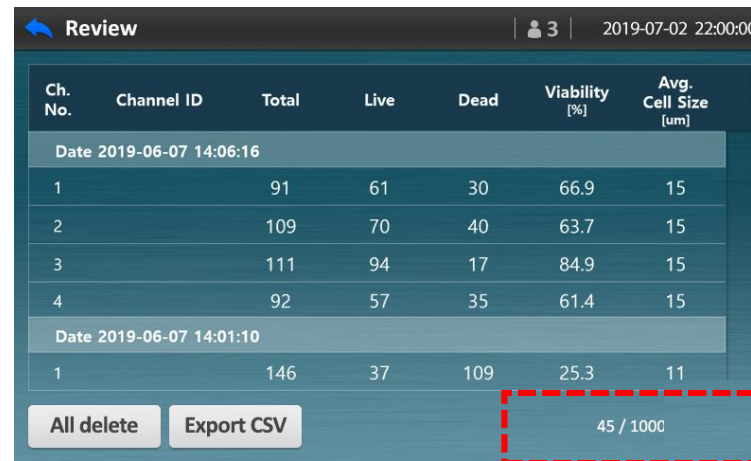 Review 3 2019-07-02 22:00:00
Ch. No. Channel ID Total Live Dead Viability [%] Avg. Cell Size [um]
Date 2019-06-07 14:06:16
1 91 61 30 66.9 15
2 109 70 40 63.7 15
3 111 94 17 84.9 15
4 92 57 35 61.4 15
Date 2019-06-07 14:01:10
1 146 37 109 25.3 11
All delete Export CSV 45 / 1000